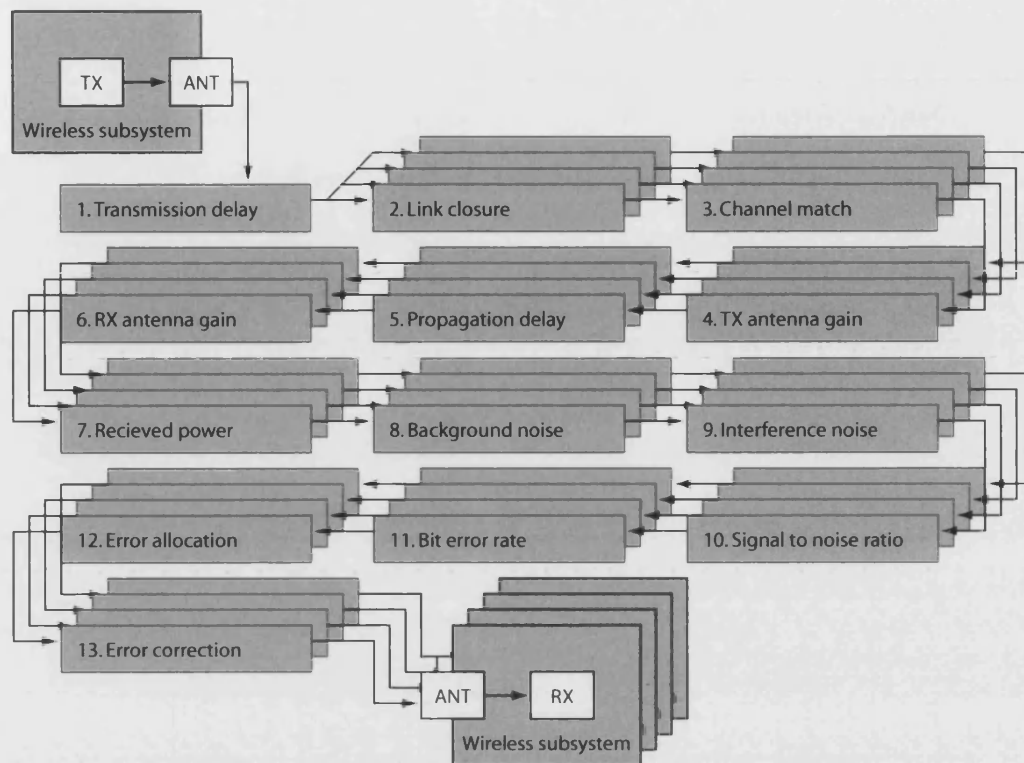 TX
ANT
Wireless subsystem
1. Transmission delay
2. Link closure
3. Channel match
6. RX antenna gain
5. Propagation delay
4. TX antenna gain
7. Recieved power
8. Background noise
9. Interference noise
12. Error allocation
11. Bit error rate
10. Signal to noise ratio
13. Error correction
ANT
RX
Wireless subsystem